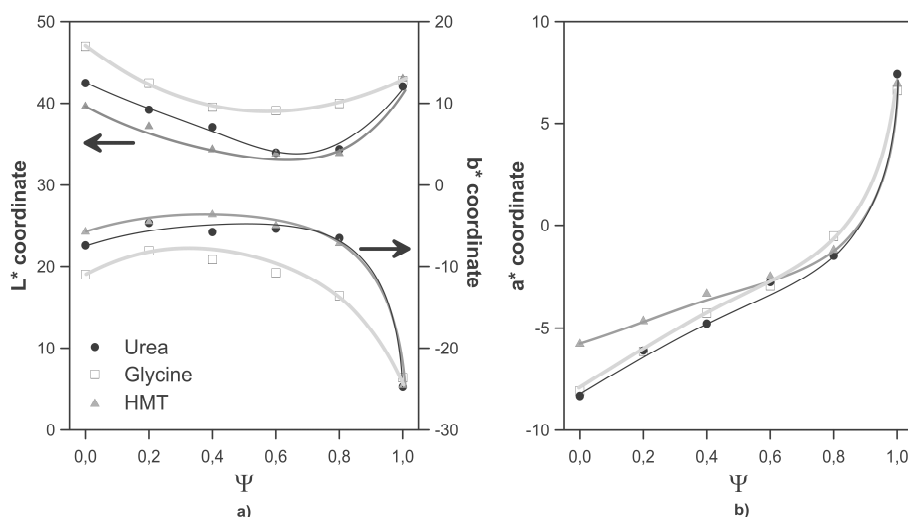 50
40
30
20
10
0
L* coordinate
20
10
0
-10
-20
-30
b* coordinate
Urea
Glycine
HMT
0,0 0,2 0,4 0,6 0,8 1,0
Ψ
a)
10
5
0
-5
-10
a* coordinate
0,0 0,2 0,4 0,6 0,8 1,0
Ψ
b)